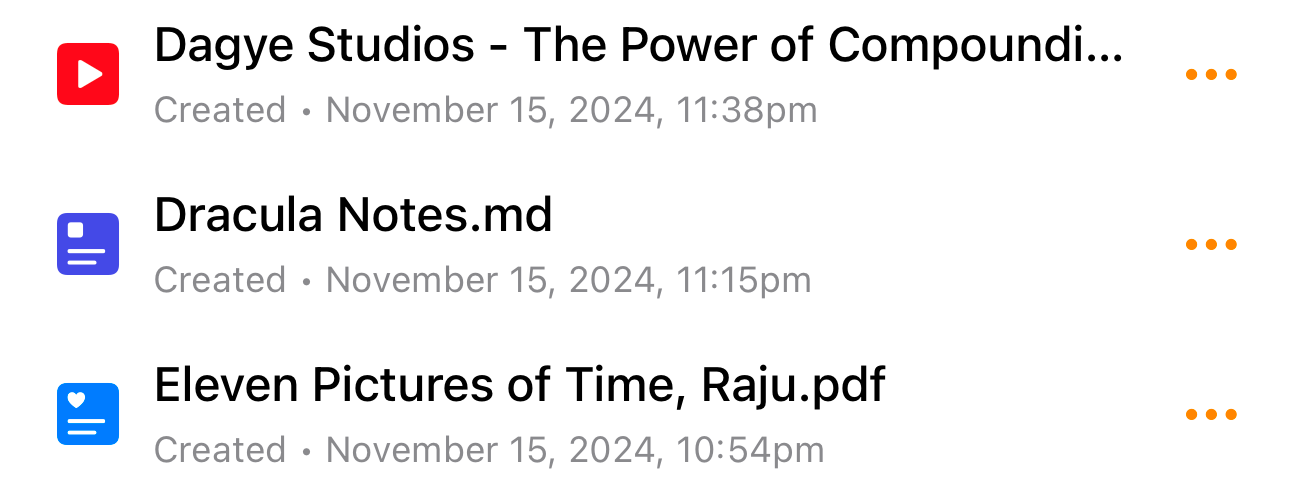 Dagye Studios - The Power of Compoundi...
Created • November 15, 2024, 11:38pm
Dracula Notes.md
Created • November 15, 2024, 11:15pm
Eleven Pictures of Time, Raju.pdf
Created • November 15, 2024, 10:54pm